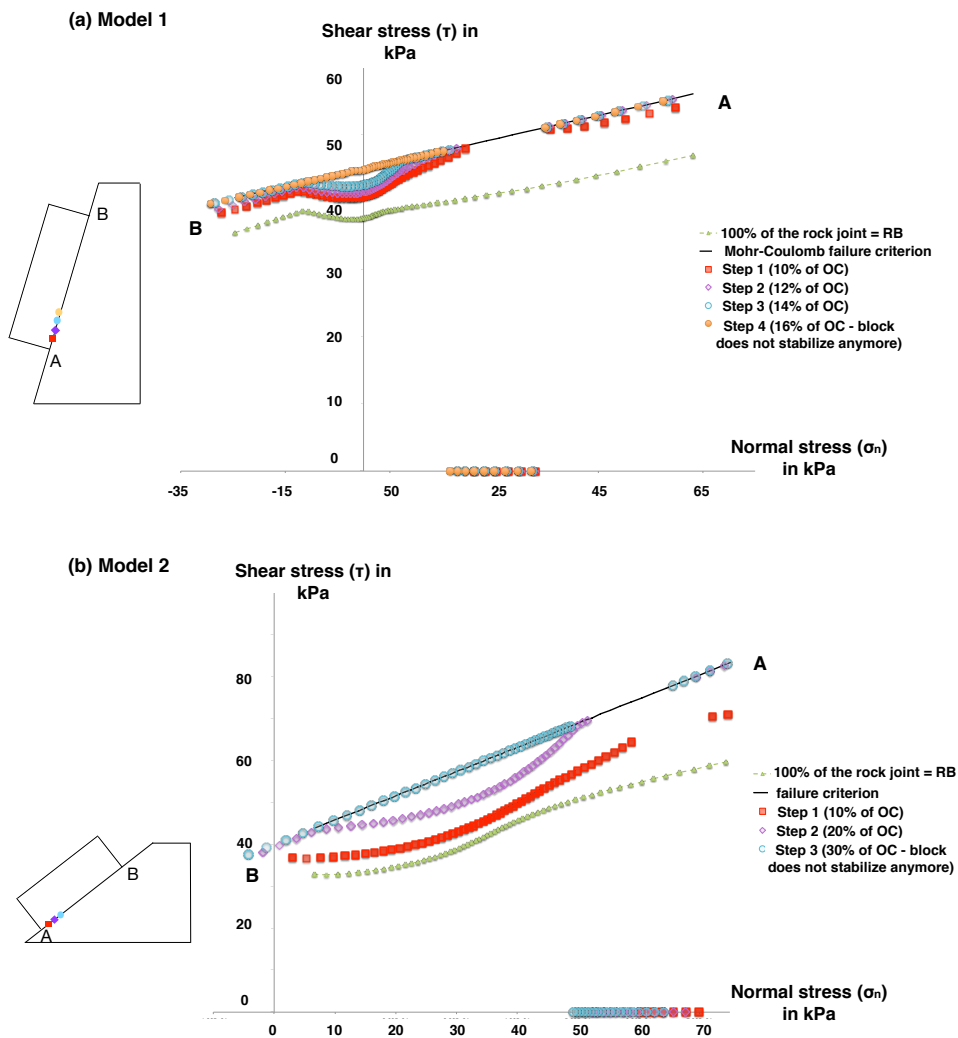 (a) Model 1
Shear stress (τ) in
kPa
60
50
40
30
20
10
0
A
B
B
A
100% of the rock joint = RB
Mohr-Coulomb failure criterion
Step 1 (10% of OC)
Step 2 (12% of OC)
Step 3 (14% of OC)
Step 4 (16% of OC - block
does not stabilize anymore)
Normal stress (σn)
in kPa
-35 -15 50 25 45 65
(b) Model 2
Shear stress (τ) in
kPa
80
60
40
20
0
A
B
B
A
100% of the rock joint = RB
failure criterion
Step 1 (10% of OC)
Step 2 (20% of OC)
Step 3 (30% of OC - block
does not stabilize anymore)
Normal stress (σn)
in kPa
0 10 20 30 40 50 60 70